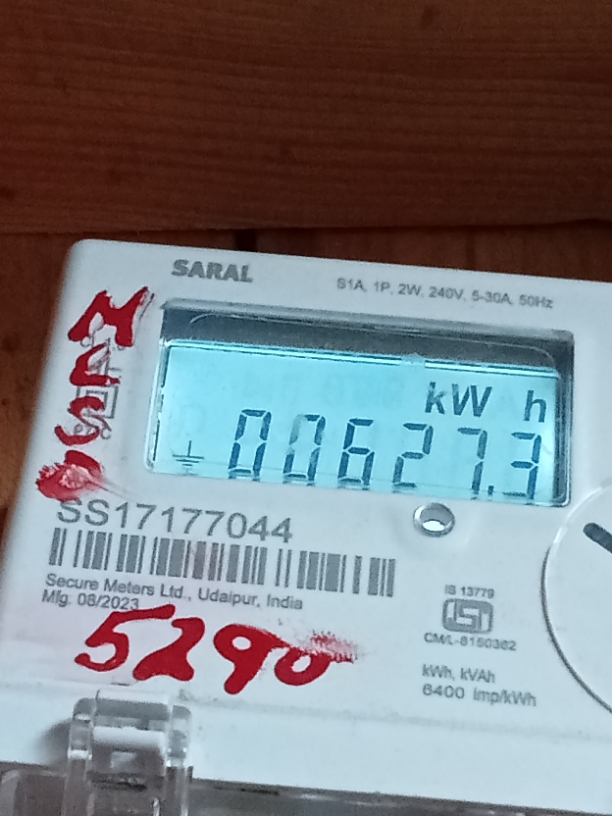 SARAL
S1A, 1P, 2W, 240V, 5-30A, 50Hz
kW h
00627.3
SS17177044
Secure Meters Ltd., Udaipur, India
Mfg. 08/2023
5290
IS 13779
ISI
CM/L-8150362
kWh, kVAh
6400 imp/kWh